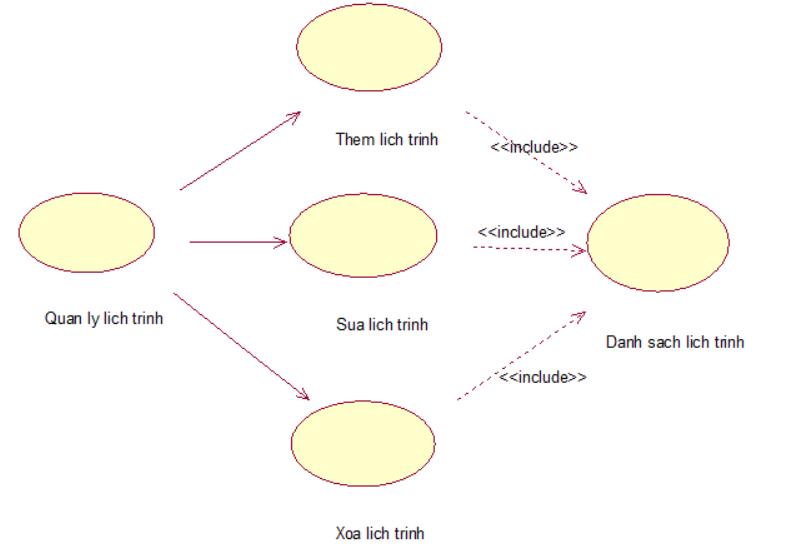 Them lich trinh
<<include>>
<<include>>
Quan ly lich trinh
Sua lich trinh
Danh sach lich trinh
<<include>>
Xoa lich trinh